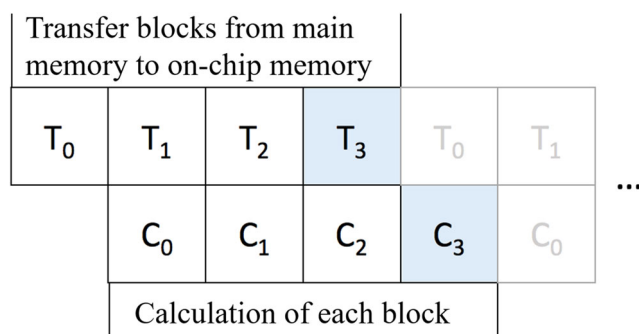 Transfer blocks from main
memory to on-chip memory
T₀ T₁ T₂ T₃ T₀ T₁
...
C₀ C₁ C₂ C₃ C₀
Calculation of each block